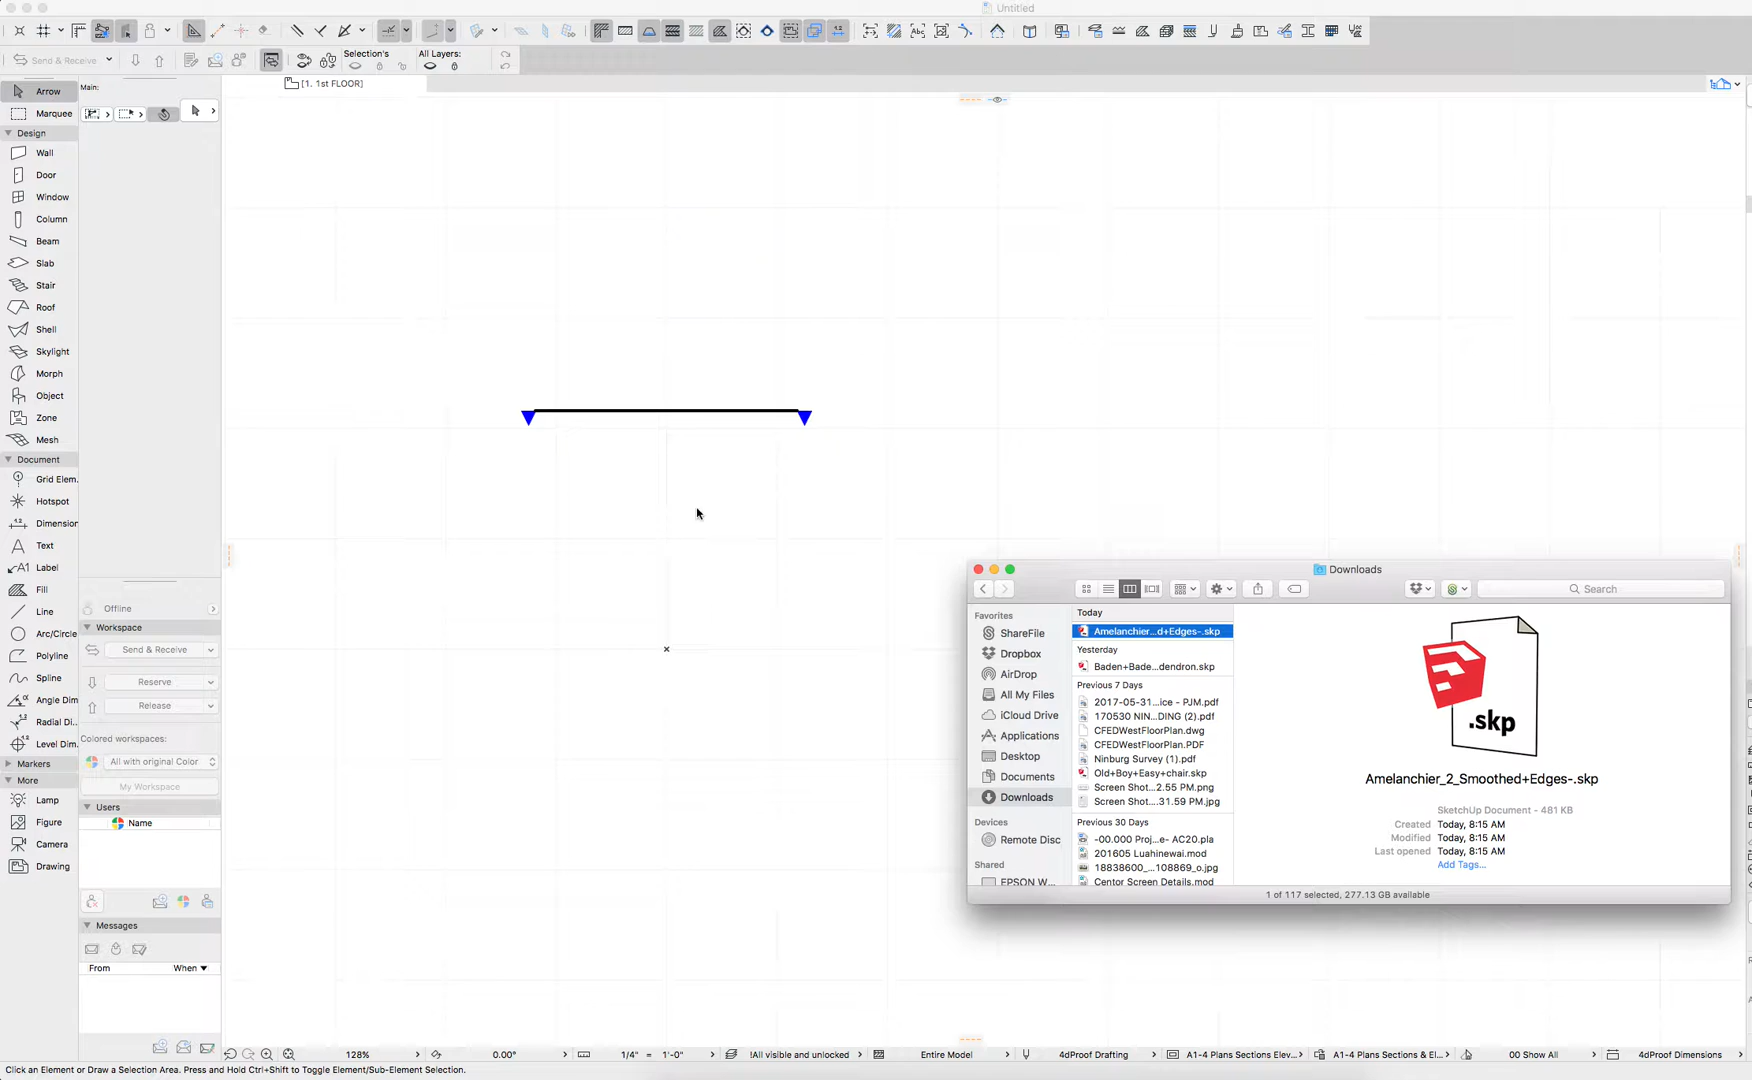 Untitled
Send & Receive
Selection's
All Layers:
[1. 1st FLOOR]
Arrow
Marquee
Design
Wall
Door
Window
Column
Beam
Slab
Stair
Roof
Shell
Skylight
Morph
Object
Zone
Mesh
Document
Grid Elem.
Hotspot
Dimension
Text
A1 Label
Fill
Line
Arc/Circle
Polyline
Spline
Angle Dim
Radial Di...
Level Dim.
Markers
More
Lamp
Figure
Camera
Drawing
Main:
Offline
Workspace
Send & Receive
Reserve
Release
Colored workspaces:
All with original Color
My Workspace
Users
Name
Messages
From When ▼
Downloads
Search
Favorites
ShareFile
Dropbox
AirDrop
All My Files
iCloud Drive
Applications
Desktop
Documents
Downloads
Devices
Remote Disc
Shared
EPSON W...
Today
Amelanchier...d+Edges-.skp
Yesterday
Baden+Bade...dendron.skp
Previous 7 Days
2017-05-31...ice - PJM.pdf
170530 NIN...DING (2).pdf
CFEDWestFloorPlan.dwg
CFEDWestFloorPlan.PDF
Ninburg Survey (1).pdf
Old+Boy+Easy+chair.skp
Screen Shot...2.55 PM.png
Screen Shot...31.59 PM.jpg
Previous 30 Days
-00.000 Proj...e- AC20.pla
201605 Luahinewai.mod
18838600_...108869_o.jpg
Centor Screen Details.mod
.skp
Amelanchier_2_Smoothed+Edges-.skp
SketchUp Document - 481 KB
Created Today, 8:15 AM
Modified Today, 8:15 AM
Last opened Today, 8:15 AM
Add Tags...
1 of 117 selected, 277.13 GB available
128%
0.00°
1/4" = 1'-0"
!All visible and unlocked
Entire Model
4dProof Drafting
A1-4 Plans Sections Elev...
A1-4 Plans Sections & El...
00 Show All
4dProof Dimensions
Click an Element or Draw a Selection Area. Press and Hold Ctrl+Shift to Toggle Element/Sub-Element Selection.